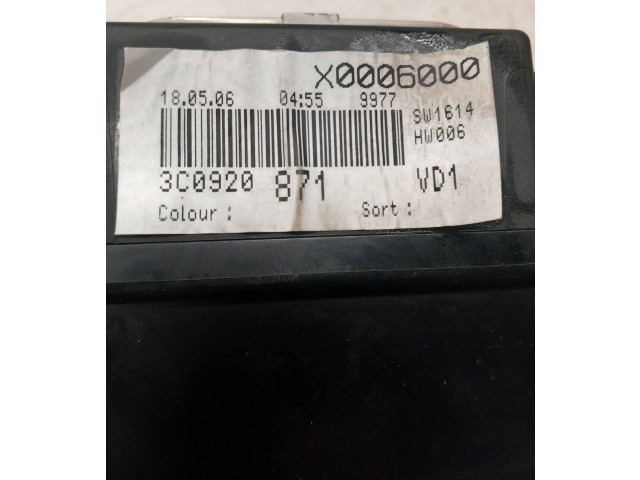 X0006000
18.05.06 04:55 9977
SW1614
HW006
3C0920 871 VD1
Colour : Sort :